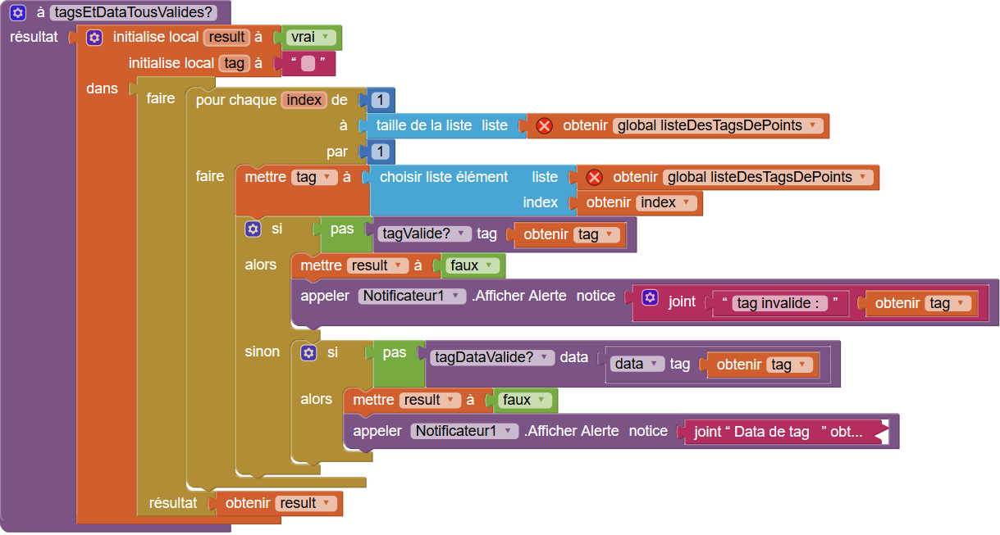 à tagsEtDataTousValides?
résultat initialise local result à vrai
initialise local tag à “ ”
dans faire pour chaque index de 1
à taille de la liste liste obtenir global listeDesTagsDePoints
par 1
faire mettre tag à choisir liste élément liste obtenir global listeDesTagsDePoints
index obtenir index
si pas tagValide? tag obtenir tag
alors mettre result à faux
appeler Notificateur1 .Afficher Alerte notice joint “ tag invalide : ” obtenir tag
sinon si pas tagDataValide? data data tag obtenir tag
alors mettre result à faux
appeler Notificateur1 .Afficher Alerte notice joint “ Data de tag ” obt...
résultat obtenir result